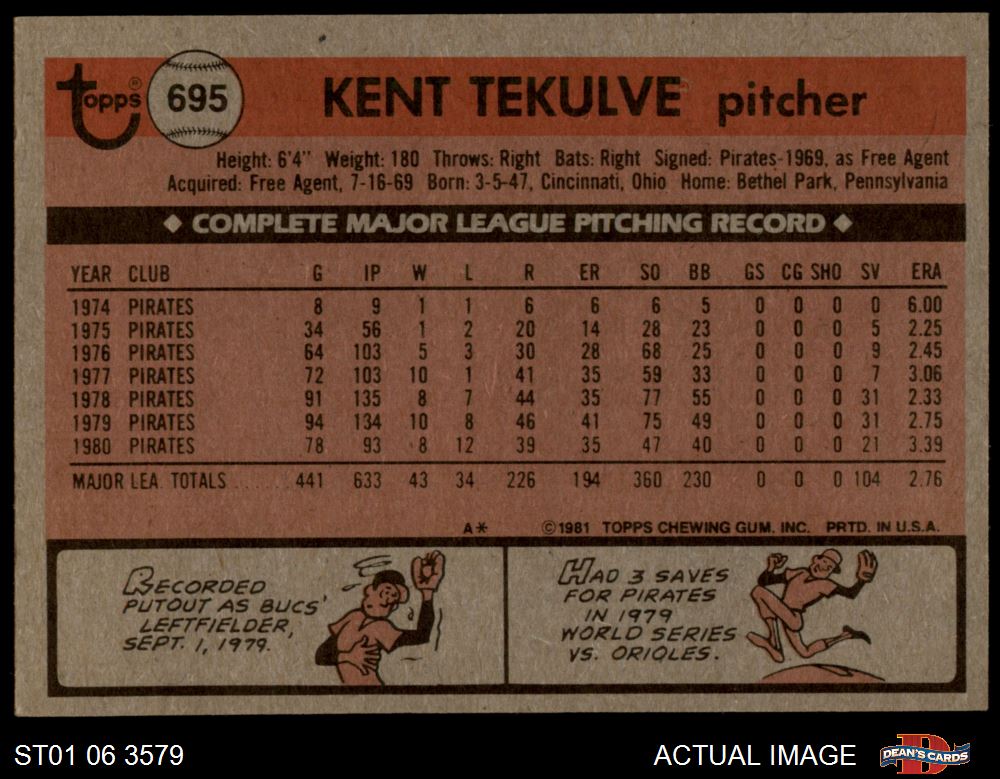 topps® 695 KENT TEKULVE pitcher
Height: 6'4" Weight: 180 Throws: Right Bats: Right Signed: Pirates-1969, as Free Agent
Acquired: Free Agent, 7-16-69 Born: 3-5-47, Cincinnati, Ohio Home: Bethel Park, Pennsylvania
◆ COMPLETE MAJOR LEAGUE PITCHING RECORD ◆
YEAR CLUB G IP W L R ER SO BB GS CG SHO SV ERA
1974 PIRATES 8 9 1 1 6 6 6 5 0 0 0 0 6.00
1975 PIRATES 34 56 1 2 20 14 28 23 0 0 0 5 2.25
1976 PIRATES 64 103 5 3 30 28 68 25 0 0 0 9 2.45
1977 PIRATES 72 103 10 1 41 35 59 33 0 0 0 7 3.06
1978 PIRATES 91 135 8 7 44 35 77 55 0 0 0 31 2.33
1979 PIRATES 94 134 10 8 46 41 75 49 0 0 0 31 2.75
1980 PIRATES 78 93 8 12 39 35 47 40 0 0 0 21 3.39
MAJOR LEA. TOTALS 441 633 43 34 226 194 360 230 0 0 0 104 2.76
A* ©1981 TOPPS CHEWING GUM. INC. PRTD. IN U.S.A.
RECORDED
PUTOUT AS BUCS'
LEFTFIELDER,
SEPT. 1, 1979.
HAD 3 SAVES
FOR PIRATES
IN 1979
WORLD SERIES
VS. ORIOLES.
ST01 06 3579 ACTUAL IMAGE DEAN'S CARDS